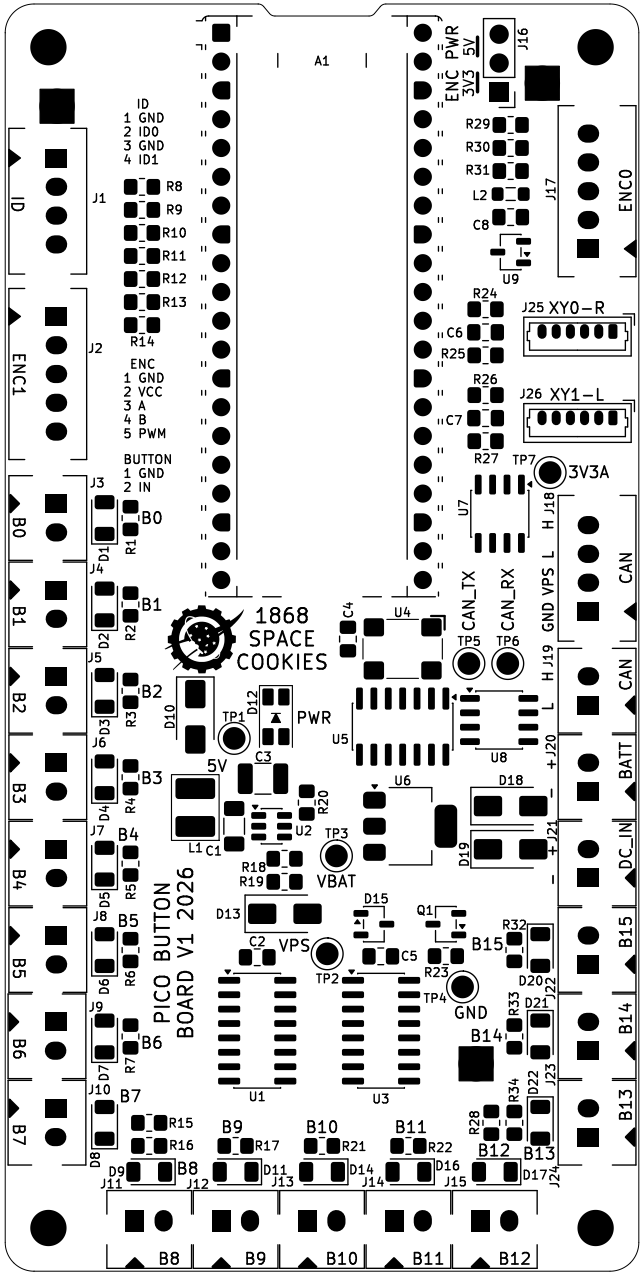 J16
ENC PWR
3V3 5V
A1
ID
1 GND
2 ID0
3 GND
4 ID1
R29
R30
R31
L2
C8
U9
J17
ENC0
ID
J1
R8
R9
R10
R11
R12
R13
R14
R24
C6
R25
J25 XY0-R
ENC1
J2
ENC
1 GND
2 VCC
3 A
4 B
5 PWM
R26
C7
R27
J26 XY1-L
BUTTON
1 GND
2 IN
TP7
3V3A
U7
J3
B0
D1
R1
B0
J18
H
L
VPS
GND
CAN
J4
B1
D2
R2
B1
CAN_TX
CAN_RX
TP5
TP6
1868
SPACE
COOKIES
C4
U4
J5
B2
D3
R3
B2
D10
TP1
D12
PWR
U5
U8
J19
H
L
CAN
J6
B3
D4
R4
B3
5V
C3
L1
C1
U2
R20
U6
D18
J20
+
-
BATT
J7
B4
D5
R5
B4
R18
R19
TP3
VBAT
D19
J21
+
-
DC_IN
PICO BUTTON
BOARD V1 2026
J8
B5
D6
R6
B5
D13
D15
Q1
VPS
C2
TP2
C5
R23
TP4
GND
B15
R32
D20
J22
B15
J9
B6
D7
R7
B6
U1
U3
B14
R33
D21
J23
B14
J10
B7
D8
B7
R15
R16
D9
B8
B9
R17
D11
B10
R21
D14
B11
R22
D16
R28
R34
D22
B13
B12
D17
J24
B13
J11
J12
J13
J14
J15
B8
B9
B10
B11
B12